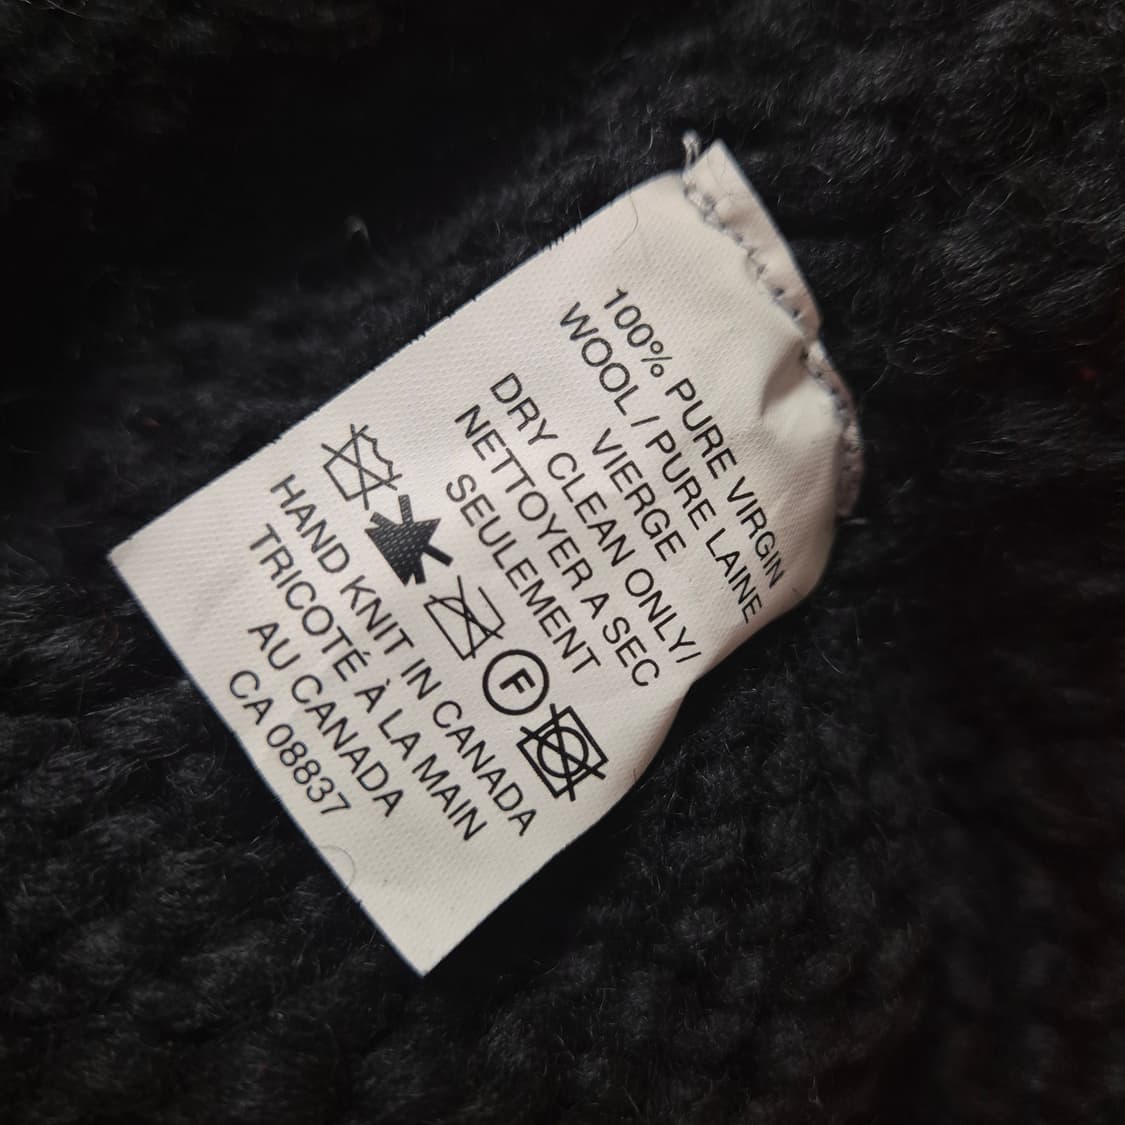 100% PURE VIRGIN
WOOL / PURE LAINE
VIERGE
DRY CLEAN ONLY/
NETTOYER A SEC
SEULEMENT
F
HAND KNIT IN CANADA
TRICOTÉ À LA MAIN
AU CANADA
CA 08837